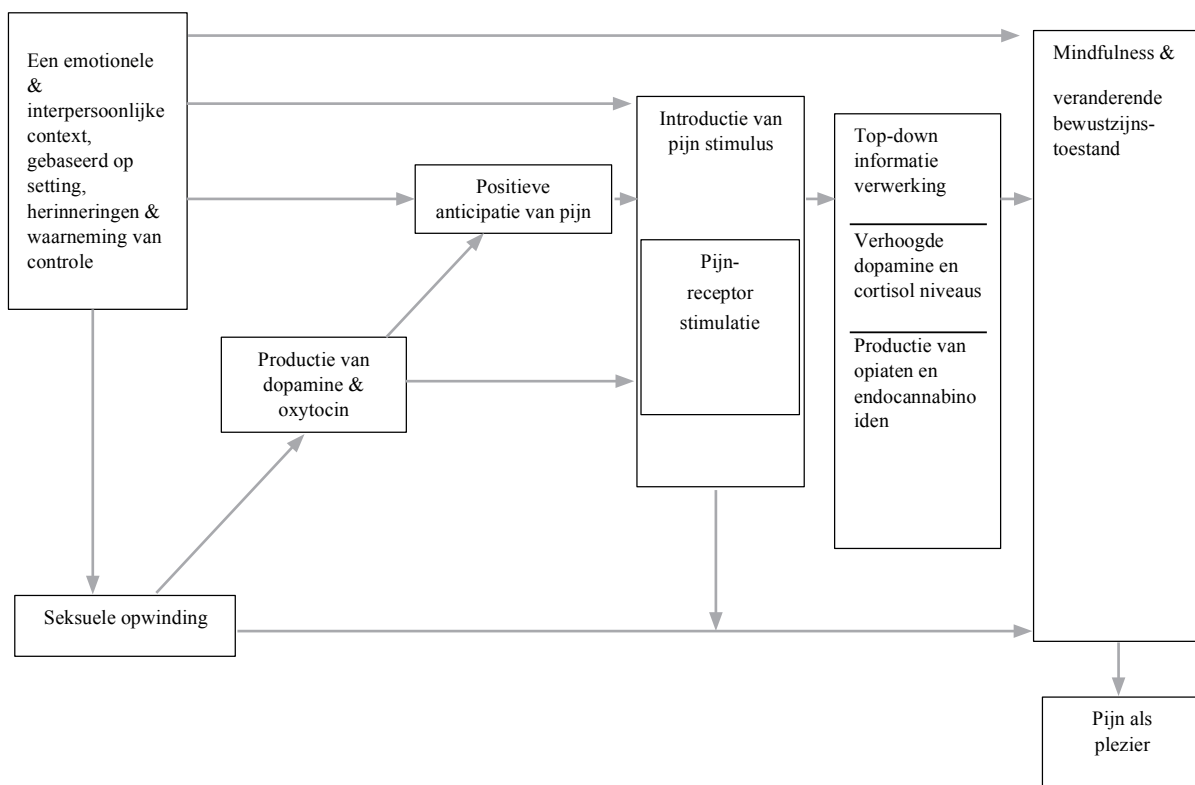 Een emotionele
&
interpersoonlijke
context,
gebaseerd op
setting,
herinneringen &
waarneming van
controle
Positieve
anticipatie van pijn
Productie van
dopamine &
oxytocin
Seksuele opwinding
Introductie van
pijn stimulus
Pijn-
receptor
stimulatie
Top-down
informatie
verwerking
Verhoogde
dopamine en
cortisol niveaus
Productie van
opiaten en
endocannabino
iden
Mindfulness &
veranderende
bewustzijns-
toestand
Pijn als
plezier